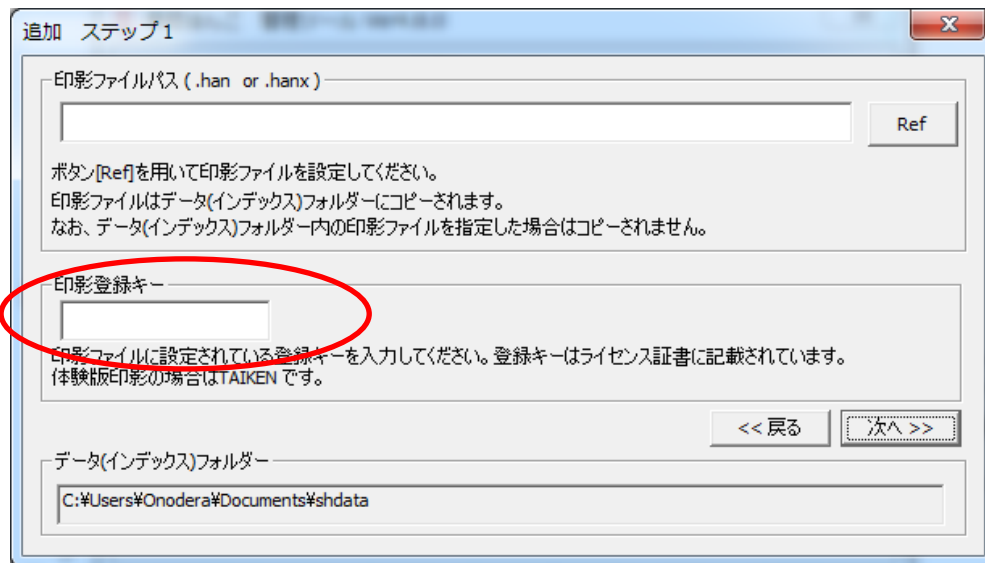 追加 ステップ1
印影ファイルパス ( .han or .hanx )
Ref
ボタン[Ref]を用いて印影ファイルを設定してください。
印影ファイルはデータ(インデックス)フォルダーにコピーされます。
なお、データ(インデックス)フォルダー内の印影ファイルを指定した場合はコピーされません。
印影登録キー
印影ファイルに設定されている登録キーを入力してください。登録キーはライセンス証書に記載されています。
体験版印影の場合はTAIKEN です。
<< 戻る 次へ >>
データ(インデックス)フォルダー
C:¥Users¥Onodera¥Documents¥shdata